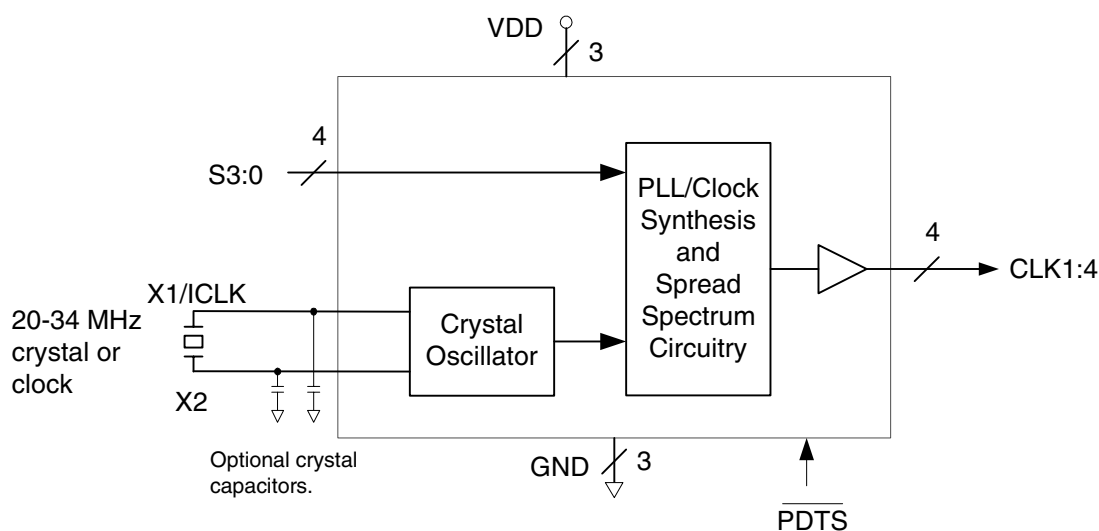 VDD
3
4
S3:0
PLL/Clock
Synthesis
and
Spread
Spectrum
Circuitry
4
CLK1:4
X1/ICLK
20-34 MHz
crystal or
clock
Crystal
Oscillator
X2
Optional crystal
capacitors.
GND
3
PDTS